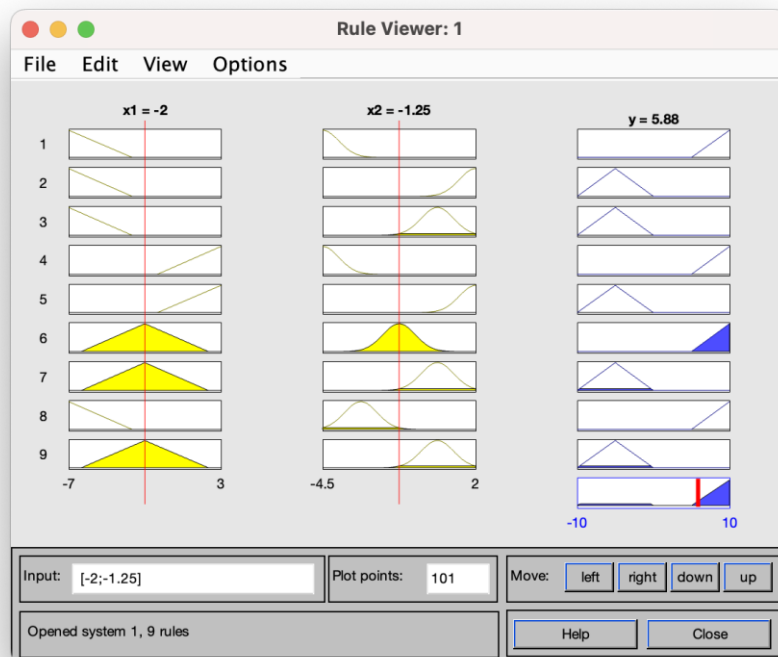 Rule Viewer: 1
File Edit View Options
x1 = -2 x2 = -1.25 y = 5.88
1
2
3
4
5
6
7
8
9
-7 3 -4.5 2
-10 10
Input: [-2;-1.25] Plot points: 101 Move: left right down up
Opened system 1, 9 rules Help Close